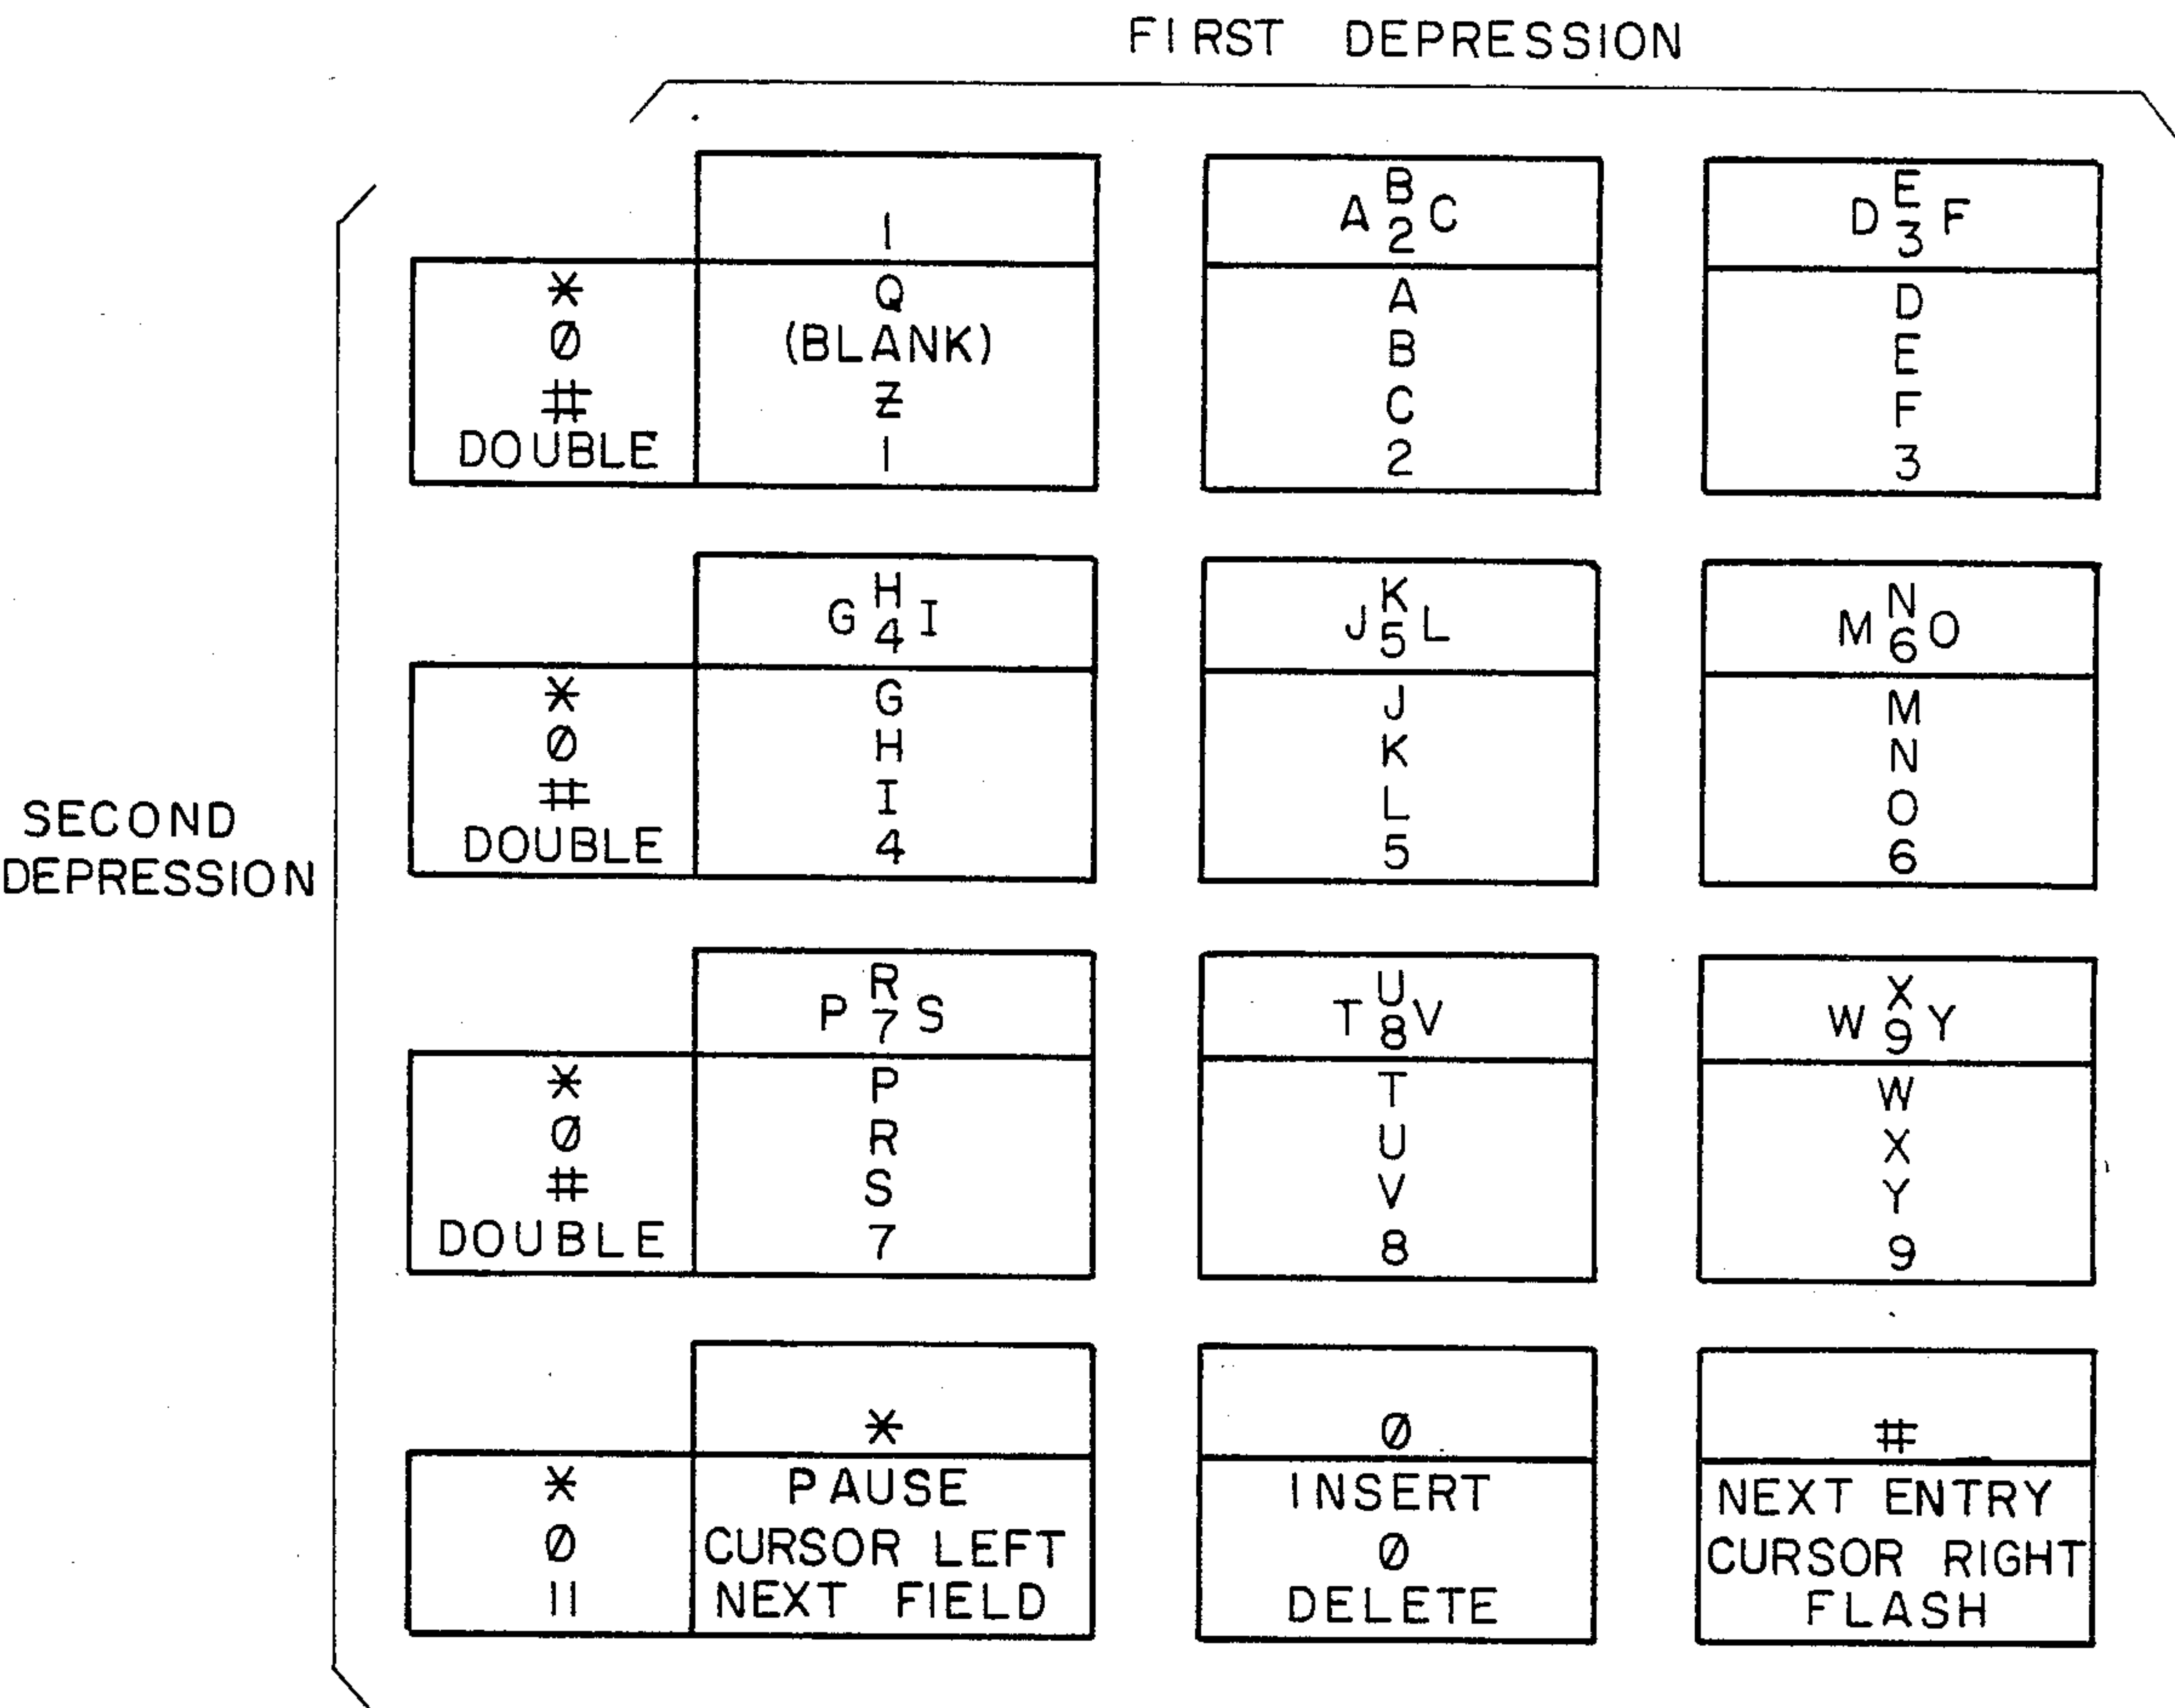 FIRST DEPRESSION
1
B
A 2 C
E
D 3 F
* Q A D
Ø (BLANK) B E
# Z C F
DOUBLE 1 2 3
H
G 4 I
K
J 5 L
N
M 6 O
* G J M
Ø H K N
# I L O
DOUBLE 4 5 6
SECOND
DEPRESSION
R
P 7 S
U
T 8 V
X
W 9 Y
* P T W
Ø R U X
# S V Y
DOUBLE 7 8 9
* Ø #
* PAUSE INSERT NEXT ENTRY
Ø CURSOR LEFT Ø CURSOR RIGHT
II NEXT FIELD DELETE FLASH